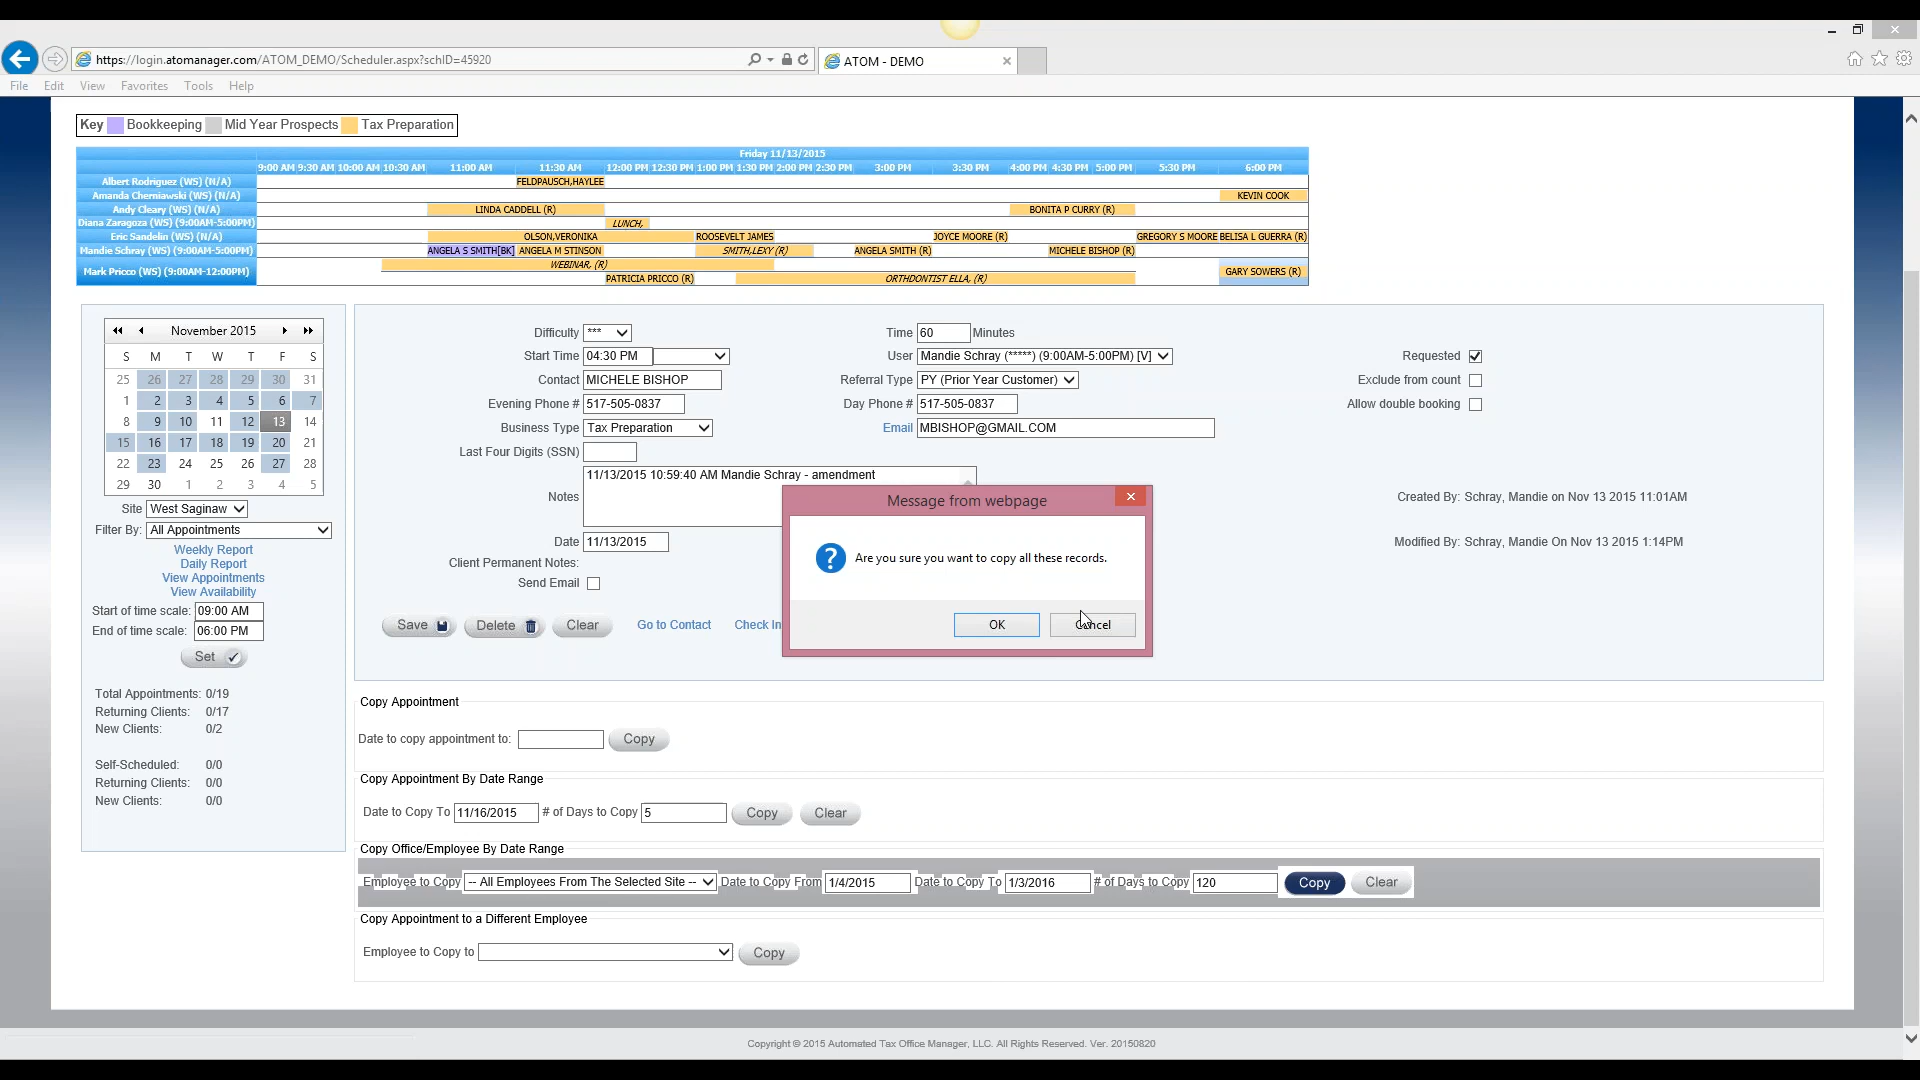 https://login.atomanager.com/ATOM_DEMO/Scheduler.aspx?schID=45920
ATOM - DEMO
File Edit View Favorites Tools Help
Key Bookkeeping Mid Year Prospects Tax Preparation
Friday 11/13/2015
9:00 AM 9:30 AM 10:00 AM 10:30 AM 11:00 AM 11:30 AM 12:00 PM 12:30 PM 1:00 PM 1:30 PM 2:00 PM 2:30 PM 3:00 PM 3:30 PM 4:00 PM 4:30 PM 5:00 PM 5:30 PM 6:00 PM
Albert Rodriguez (WS) (N/A) FELDPAUSCH,HAYLEE
Amanda Cherniawski (WS) (N/A) KEVIN COOK
Andy Cleary (WS) (N/A) LINDA CADDELL (R) BONITA P CURRY (R)
Diana Zaragoza (WS) (9:00AM-5:00PM) LUNCH,
Eric Sandelin (WS) (N/A) OLSON,VERONIKA ROOSEVELT JAMES JOYCE MOORE (R) GREGORY S MOORE BELISA L GUERRA (R)
Mandie Schray (WS) (9:00AM-5:00PM) ANGELA S SMITH[BK] ANGELA M STINSON SMITH,LEXY (R) ANGELA SMITH (R) MICHELE BISHOP (R)
Mark Pricco (WS) (9:00AM-12:00PM) WEBINAR, (R) GARY SOWERS (R)
PATRICIA PRICCO (R) ORTHDONTIST ELLA, (R)
November 2015
S M T W T F S
25 26 27 28 29 30 31
1 2 3 4 5 6 7
8 9 10 11 12 13 14
15 16 17 18 19 20 21
22 23 24 25 26 27 28
29 30 1 2 3 4 5
Site West Saginaw
Filter By: All Appointments
Weekly Report
Daily Report
View Appointments
View Availability
Start of time scale: 09:00 AM
End of time scale: 06:00 PM
Set
Total Appointments: 0/19
Returning Clients: 0/17
New Clients: 0/2
Self-Scheduled: 0/0
Returning Clients: 0/0
New Clients: 0/0
Difficulty *** Time 60 Minutes
Start Time 04:30 PM User Mandie Schray (*****) (9:00AM-5:00PM) [V] Requested
Contact MICHELE BISHOP Referral Type PY (Prior Year Customer) Exclude from count
Evening Phone # 517-505-0837 Day Phone # 517-505-0837 Allow double booking
Business Type Tax Preparation Email MBISHOP@GMAIL.COM
Last Four Digits (SSN)
11/13/2015 10:59:40 AM Mandie Schray - amendment
Notes Created By: Schray, Mandie on Nov 13 2015 11:01AM
Date 11/13/2015 Modified By: Schray, Mandie On Nov 13 2015 1:14PM
Client Permanent Notes:
Send Email
Save Delete Clear Go to Contact Check In
Message from webpage
Are you sure you want to copy all these records.
OK Cancel
Copy Appointment
Date to copy appointment to: Copy
Copy Appointment By Date Range
Date to Copy To 11/16/2015 # of Days to Copy 5 Copy Clear
Copy Office/Employee By Date Range
Employee to Copy -- All Employees From The Selected Site -- Date to Copy From 1/4/2015 Date to Copy To 1/3/2016 # of Days to Copy 120 Copy Clear
Copy Appointment to a Different Employee
Employee to Copy to Copy
Copyright © 2015 Automated Tax Office Manager, LLC. All Rights Reserved. Ver. 20150820